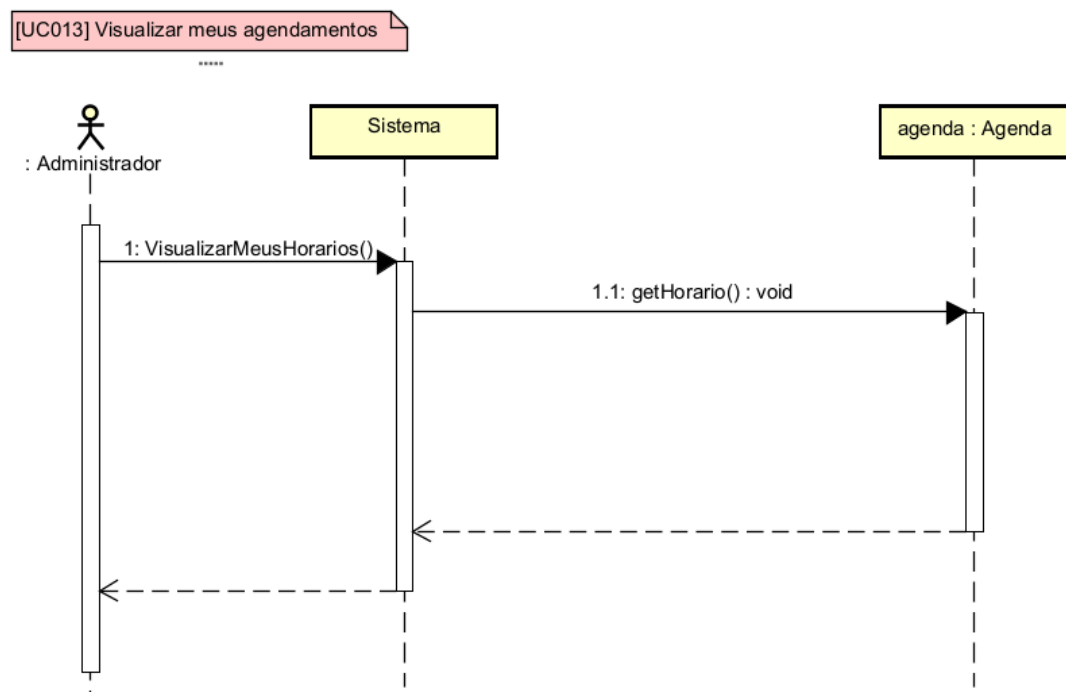 [UC013] Visualizar meus agendamentos
: Administrador
Sistema
agenda : Agenda
1: VisualizarMeusHorarios()
1.1: getHorario() : void